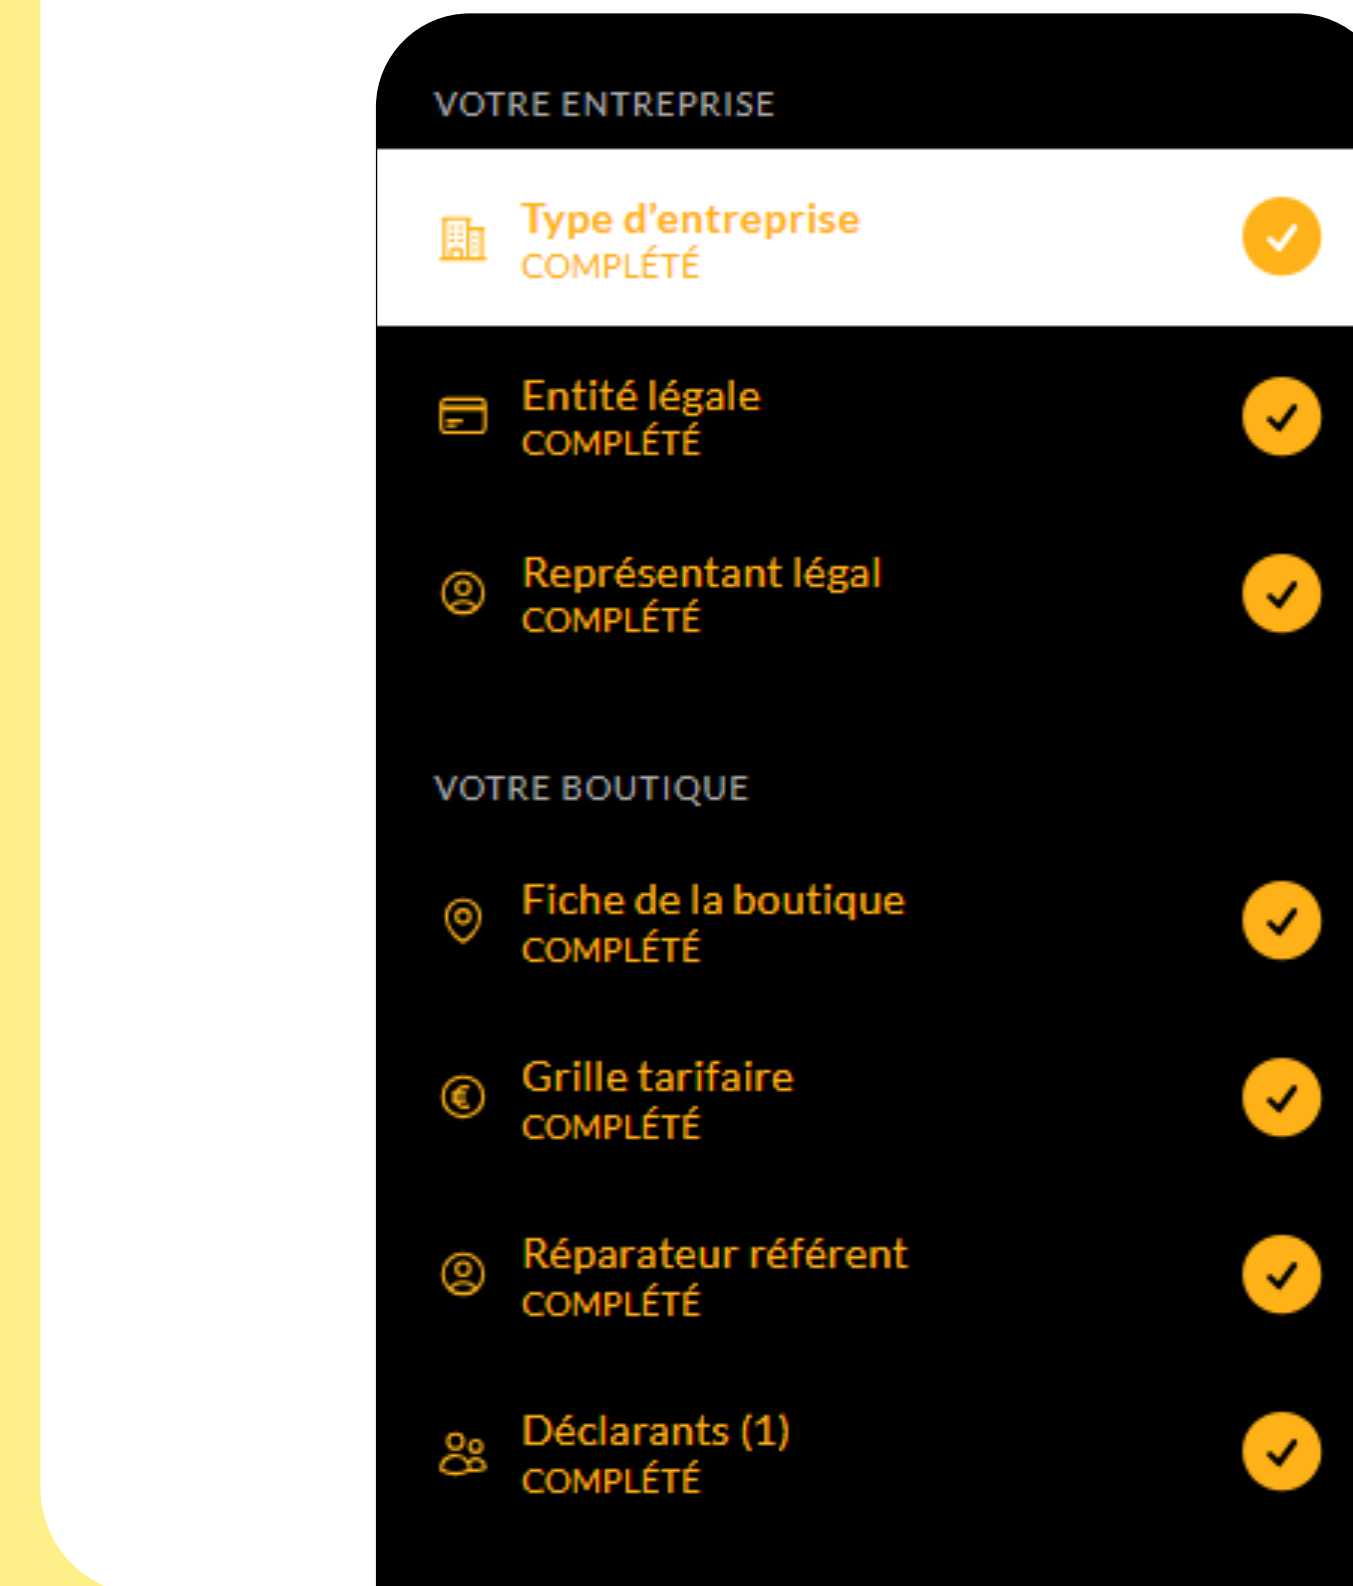 VOTRE ENTREPRISE
Type d’entreprise
COMPLÉTÉ
Entité légale
COMPLÉTÉ
Représentant légal
COMPLÉTÉ
VOTRE BOUTIQUE
Fiche de la boutique
COMPLÉTÉ
Grille tarifaire
COMPLÉTÉ
Réparateur référent
COMPLÉTÉ
Déclarants (1)
COMPLÉTÉ